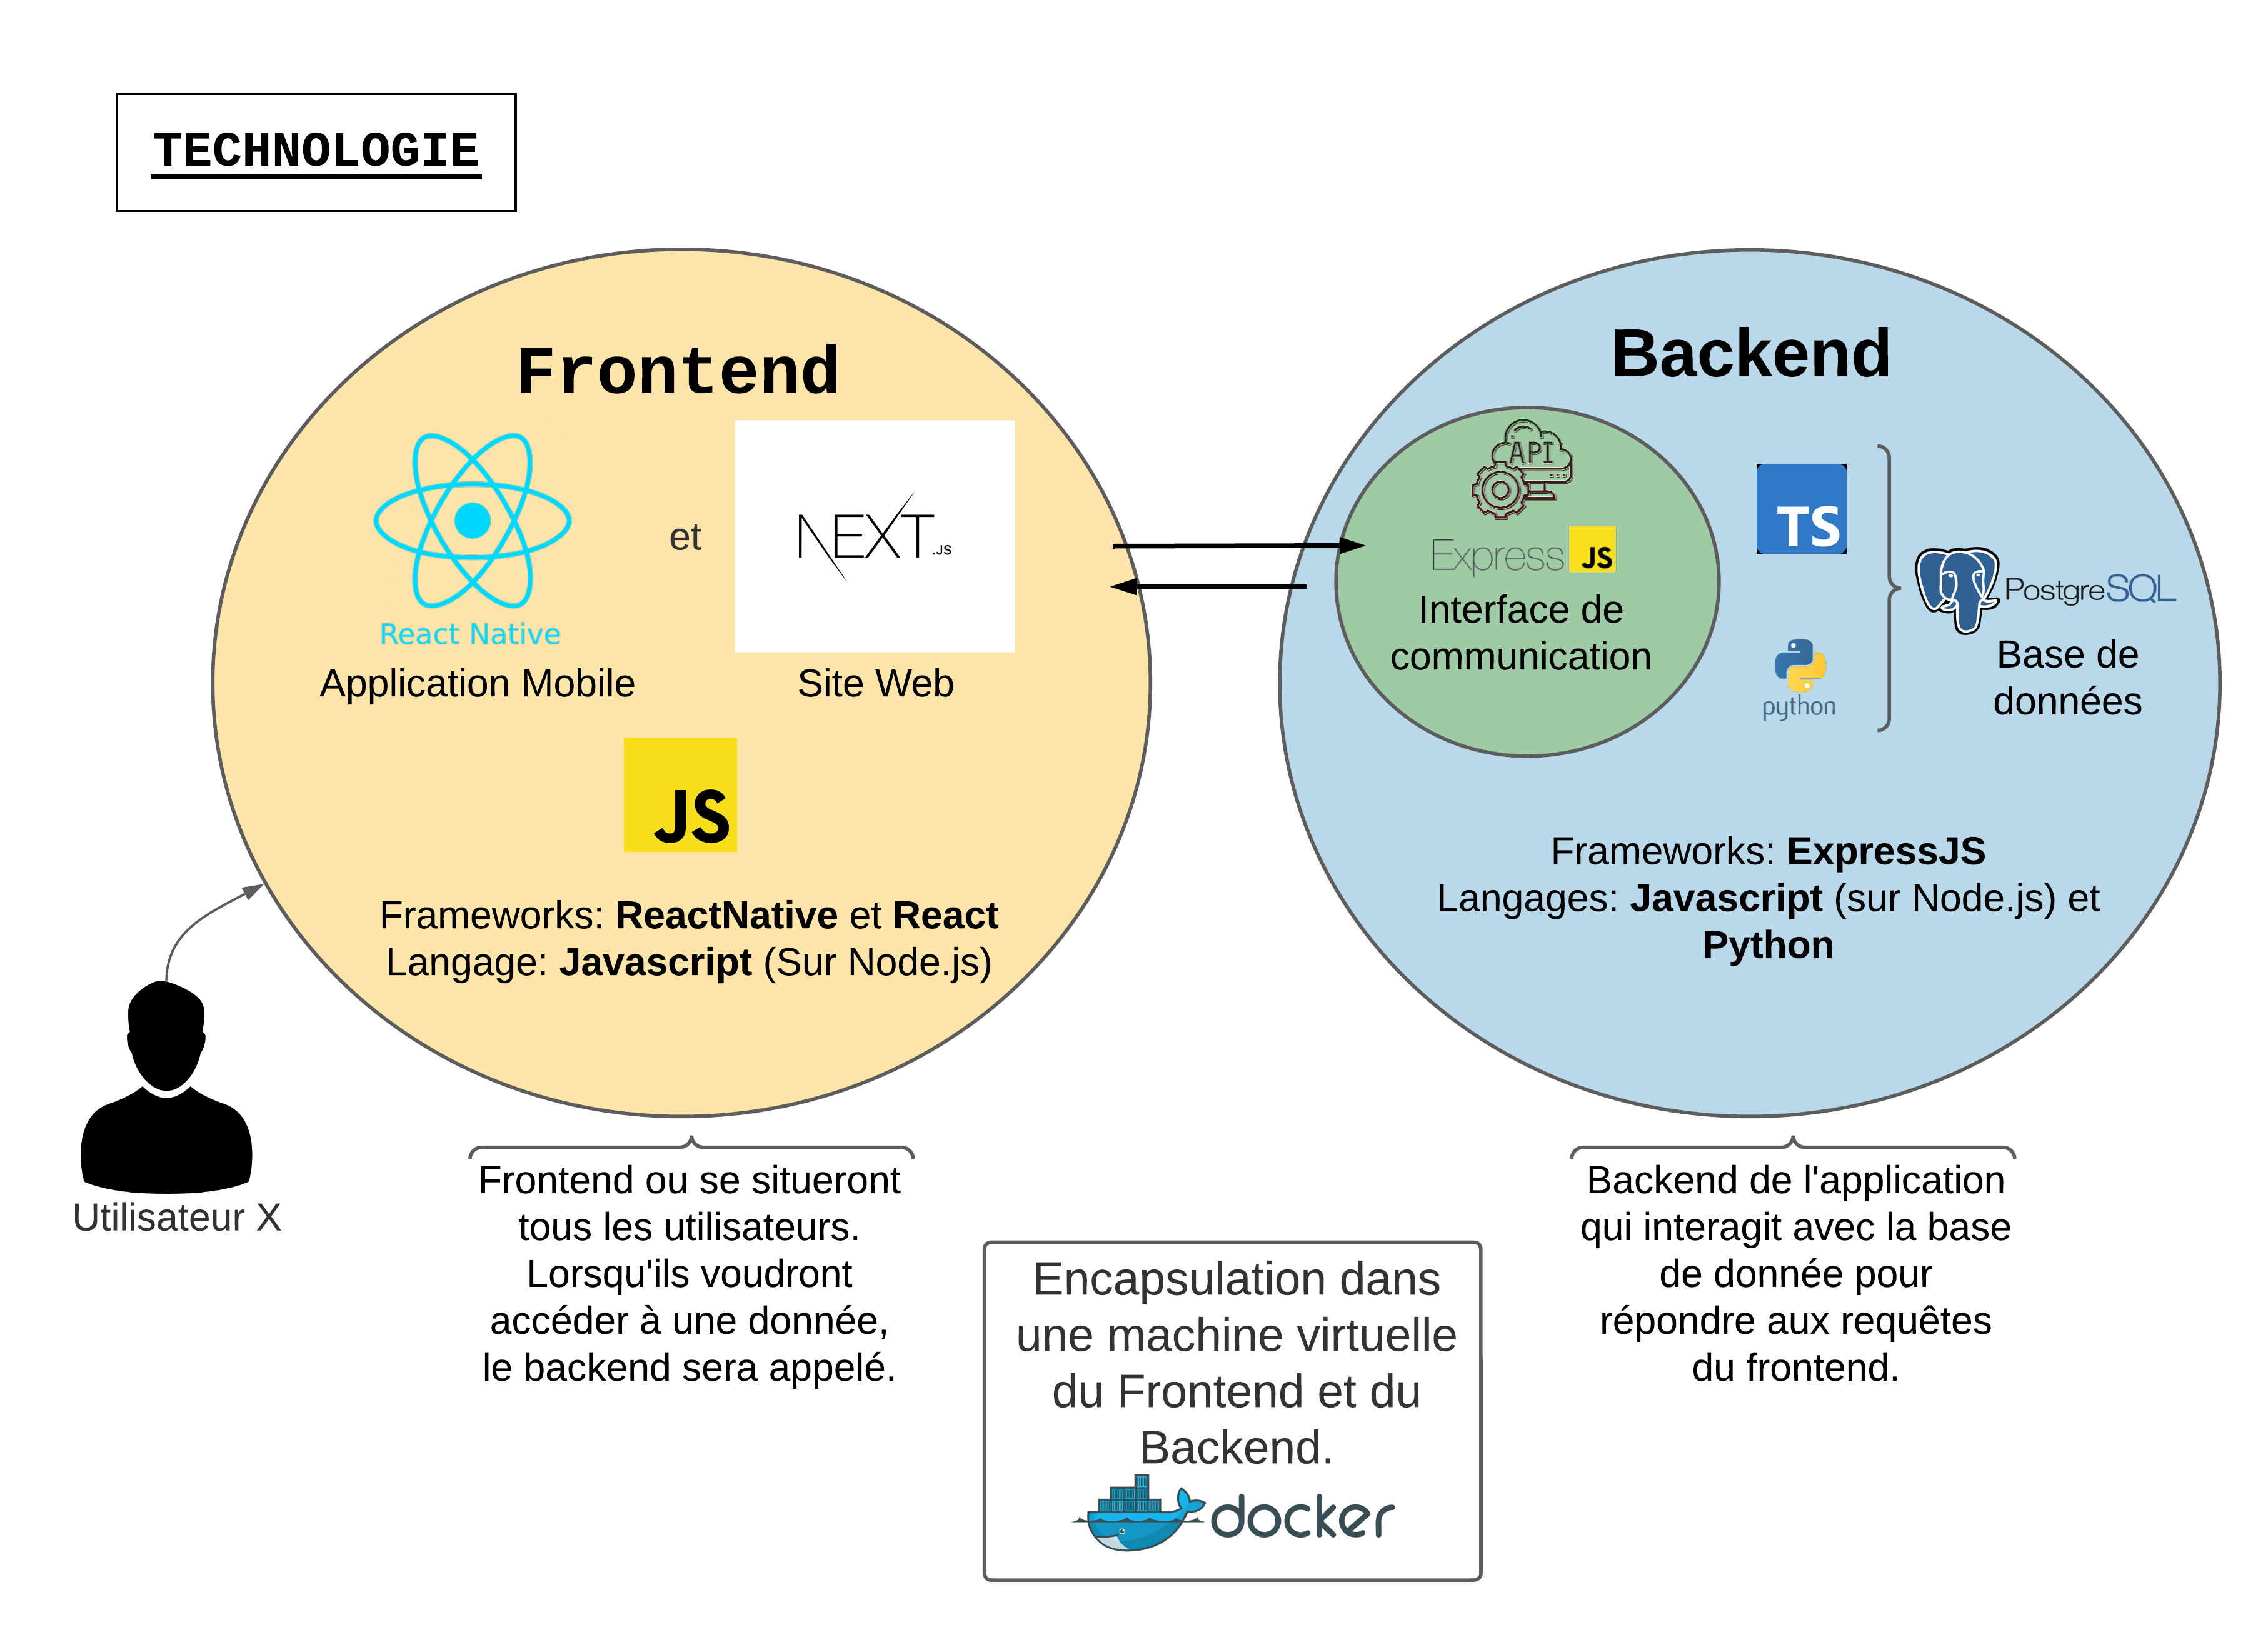 TECHNOLOGIE
Frontend
React Native
et
NEXT.JS
Application Mobile
Site Web
JS
Frameworks: ReactNative et React
Langage: Javascript (Sur Node.js)
Utilisateur X
Frontend ou se situeront
tous les utilisateurs.
Lorsqu'ils voudront
accéder à une donnée,
le backend sera appelé.
Backend
API
Express JS
Interface de
communication
TS
python
PostgreSQL
Base de
données
Frameworks: ExpressJS
Langages: Javascript (sur Node.js) et
Python
Backend de l'application
qui interagit avec la base
de donnée pour
répondre aux requêtes
du frontend.
Encapsulation dans
une machine virtuelle
du Frontend et du
Backend.
docker